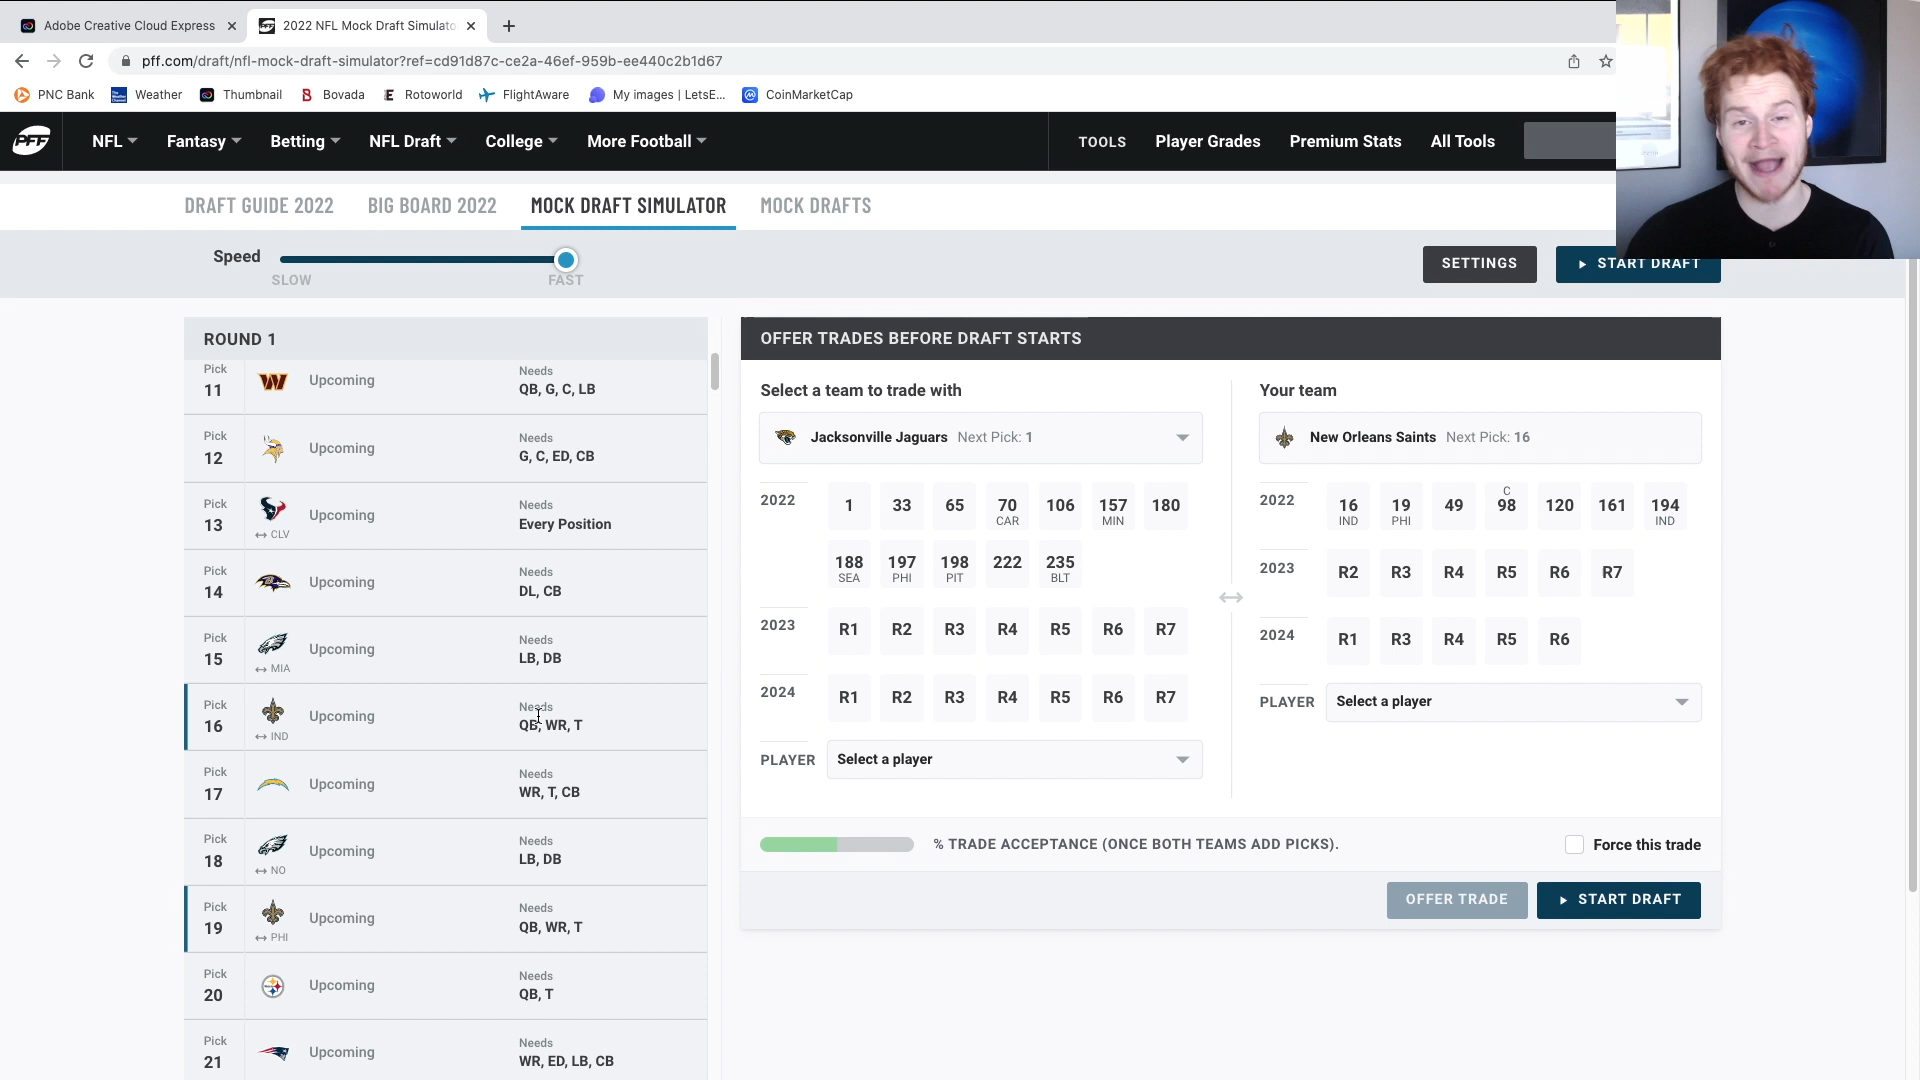 Adobe Creative Cloud Express
2022 NFL Mock Draft Simulato
pff.com/draft/nfl-mock-draft-simulator?ref=cd91d87c-ce2a-46ef-959b-ee440c2b1d67
PNC Bank Weather Thumbnail Bovada Rotoworld FlightAware My images | LetsE... CoinMarketCap
PFF NFL Fantasy Betting NFL Draft College More Football TOOLS Player Grades Premium Stats All Tools
DRAFT GUIDE 2022 BIG BOARD 2022 MOCK DRAFT SIMULATOR MOCK DRAFTS
Speed
SLOW FAST
SETTINGS START DRAFT
ROUND 1
Pick 11 Upcoming Needs
QB, G, C, LB
Pick 12 Upcoming Needs
G, C, ED, CB
Pick 13 CLV Upcoming Needs
Every Position
Pick 14 Upcoming Needs
DL, CB
Pick 15 MIA Upcoming Needs
LB, DB
Pick 16 IND Upcoming Needs
QB, WR, T
Pick 17 Upcoming Needs
WR, T, CB
Pick 18 NO Upcoming Needs
LB, DB
Pick 19 PHI Upcoming Needs
QB, WR, T
Pick 20 Upcoming Needs
QB, T
Pick 21 Upcoming Needs
WR, ED, LB, CB
OFFER TRADES BEFORE DRAFT STARTS
Select a team to trade with
Jacksonville Jaguars Next Pick: 1
2022 1 33 65 70 106 157 180
CAR MIN
188 197 198 222 235
SEA PHI PIT BLT
2023 R1 R2 R3 R4 R5 R6 R7
2024 R1 R2 R3 R4 R5 R6 R7
PLAYER Select a player
Your team
New Orleans Saints Next Pick: 16
C
2022 16 19 49 98 120 161 194
IND PHI IND
2023 R2 R3 R4 R5 R6 R7
2024 R1 R3 R4 R5 R6
PLAYER Select a player
% TRADE ACCEPTANCE (ONCE BOTH TEAMS ADD PICKS). Force this trade
OFFER TRADE START DRAFT